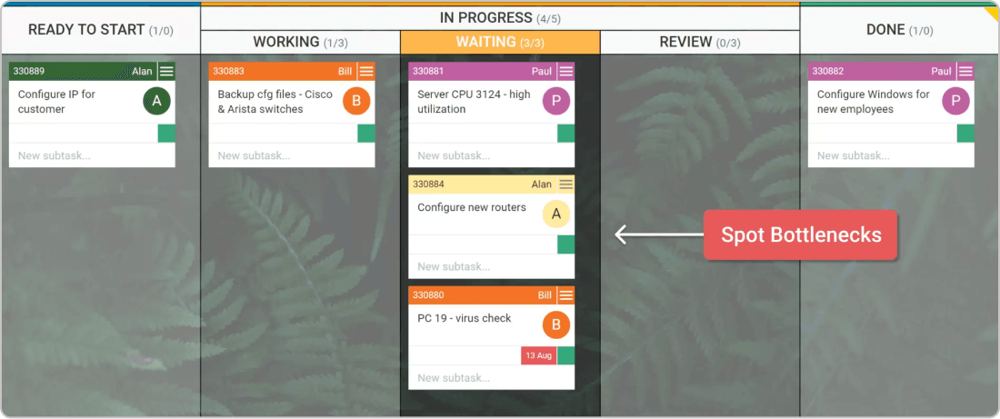 IN PROGRESS (4/5)
READY TO START (1/0)
DONE (1/0)
WORKING (1/3)
WAITING (3/3)
REVIEW (0/3)
330889 Alan
Configure IP for
customer
A
New subtask...
330883 Bill
Backup cfg files - Cisco
& Arista switches
B
New subtask...
330881 Paul
Server CPU 3124 - high
utilization
P
New subtask...
330884 Alan
Configure new routers
A
New subtask...
330880 Bill
PC 19 - virus check
B
13 Aug
New subtask...
Spot Bottlenecks
330882 Paul
Configure Windows for
new employees
P
New subtask...